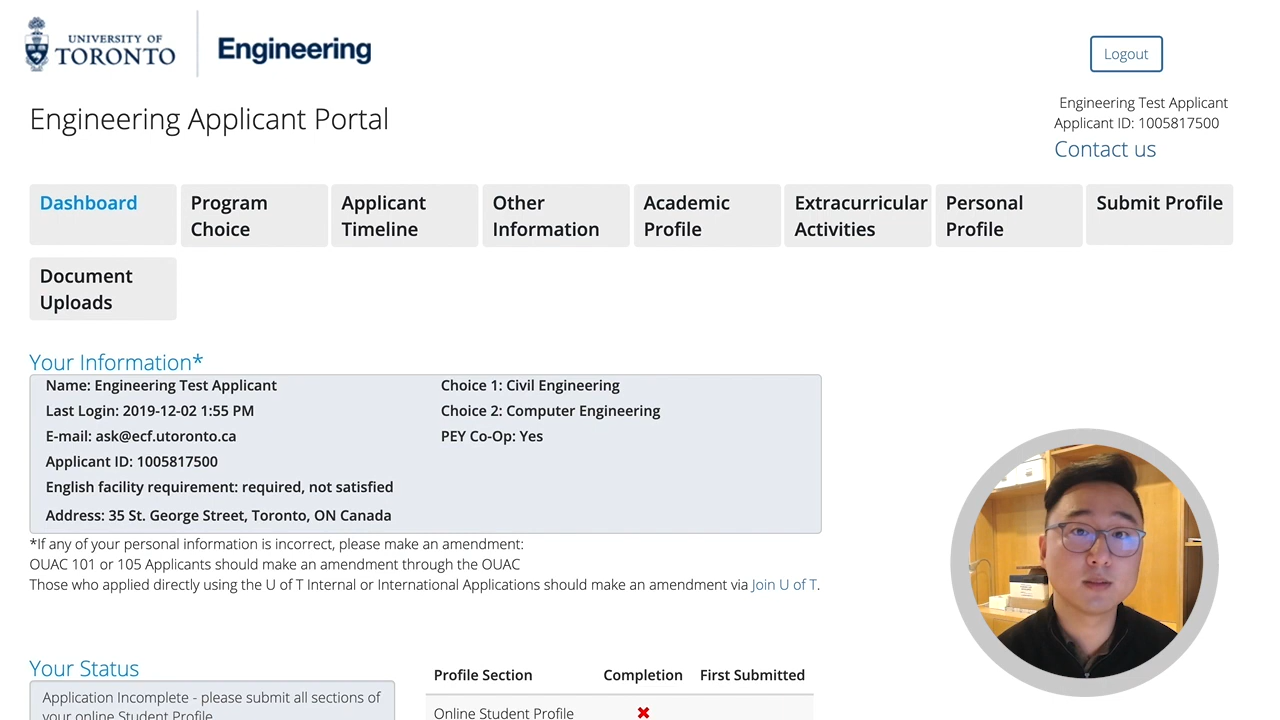 UNIVERSITY OF
TORONTO
Engineering
Logout
Engineering Applicant Portal
Engineering Test Applicant
Applicant ID: 1005817500
Contact us
Dashboard
Program
Choice
Applicant
Timeline
Other
Information
Academic
Profile
Extracurricular
Activities
Personal
Profile
Submit Profile
Document
Uploads
Your Information*
Name: Engineering Test Applicant
Last Login: 2019-12-02 1:55 PM
E-mail: ask@ecf.utoronto.ca
Applicant ID: 1005817500
English facility requirement: required, not satisfied
Address: 35 St. George Street, Toronto, ON Canada
Choice 1: Civil Engineering
Choice 2: Computer Engineering
PEY Co-Op: Yes
*If any of your personal information is incorrect, please make an amendment:
OUAC 101 or 105 Applicants should make an amendment through the OUAC
Those who applied directly using the U of T Internal or International Applications should make an amendment via Join U of T.
Your Status
Application Incomplete - please submit all sections of
your online Student Profile
Profile Section Completion First Submitted
Online Student Profile